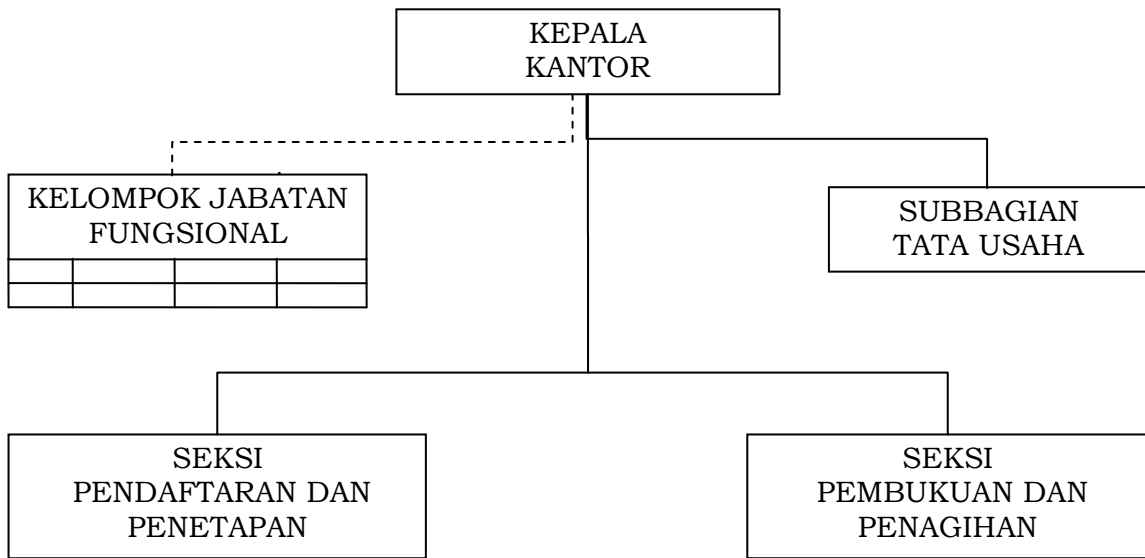 KEPALA
KANTOR
KELOMPOK JABATAN
FUNGSIONAL
SUBBAGIAN
TATA USAHA
SEKSI
PENDAFTARAN DAN
PENETAPAN
SEKSI
PEMBUKUAN DAN
PENAGIHAN